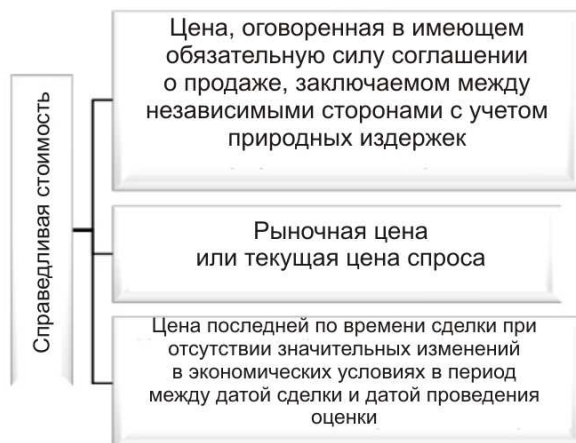 Справедливая стоимость
Цена, оговоренная в имеющем
обязательную силу соглашении
о продаже, заключаемом между
независимыми сторонами с учетом
природных издержек
Рыночная цена
или текущая цена спроса
Цена последней по времени сделки при
отсутствии значительных изменений
в экономических условиях в период
между датой сделки и датой проведения
оценки